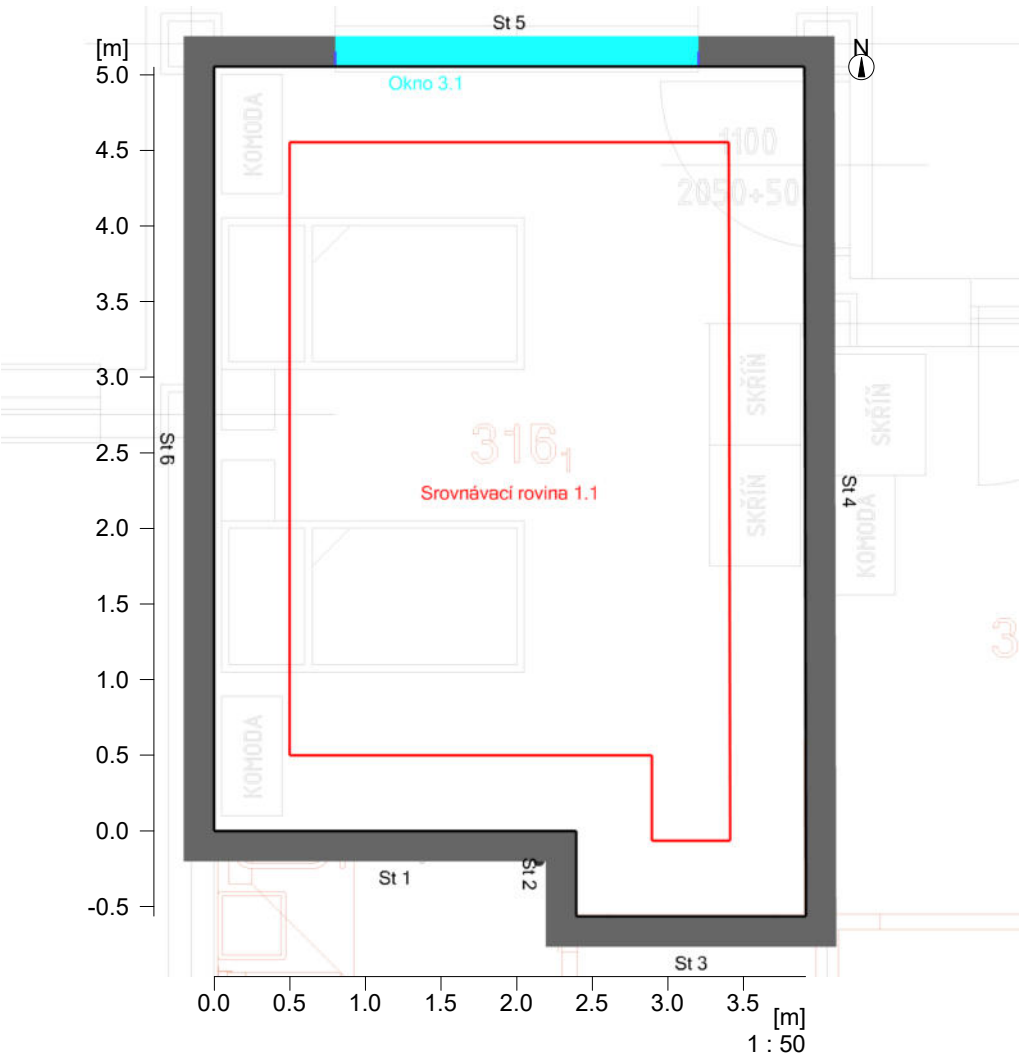 St 5
[m]
N
5.0
Okno 3.1
KOMODA
1100
4.5
2050+50
4.0
3.5
SKŘÍŇ
3.0
SKŘÍŇ
316₁
2.5
St 6
Srovnávací rovina 1.1
SKŘÍŇ
St 4
KOMODA
2.0
1.5
3
1.0
KOMODA
0.5
0.0
St 1
St 2
-0.5
St 3
0.0 0.5 1.0 1.5 2.0 2.5 3.0 3.5
[m]
1 : 50